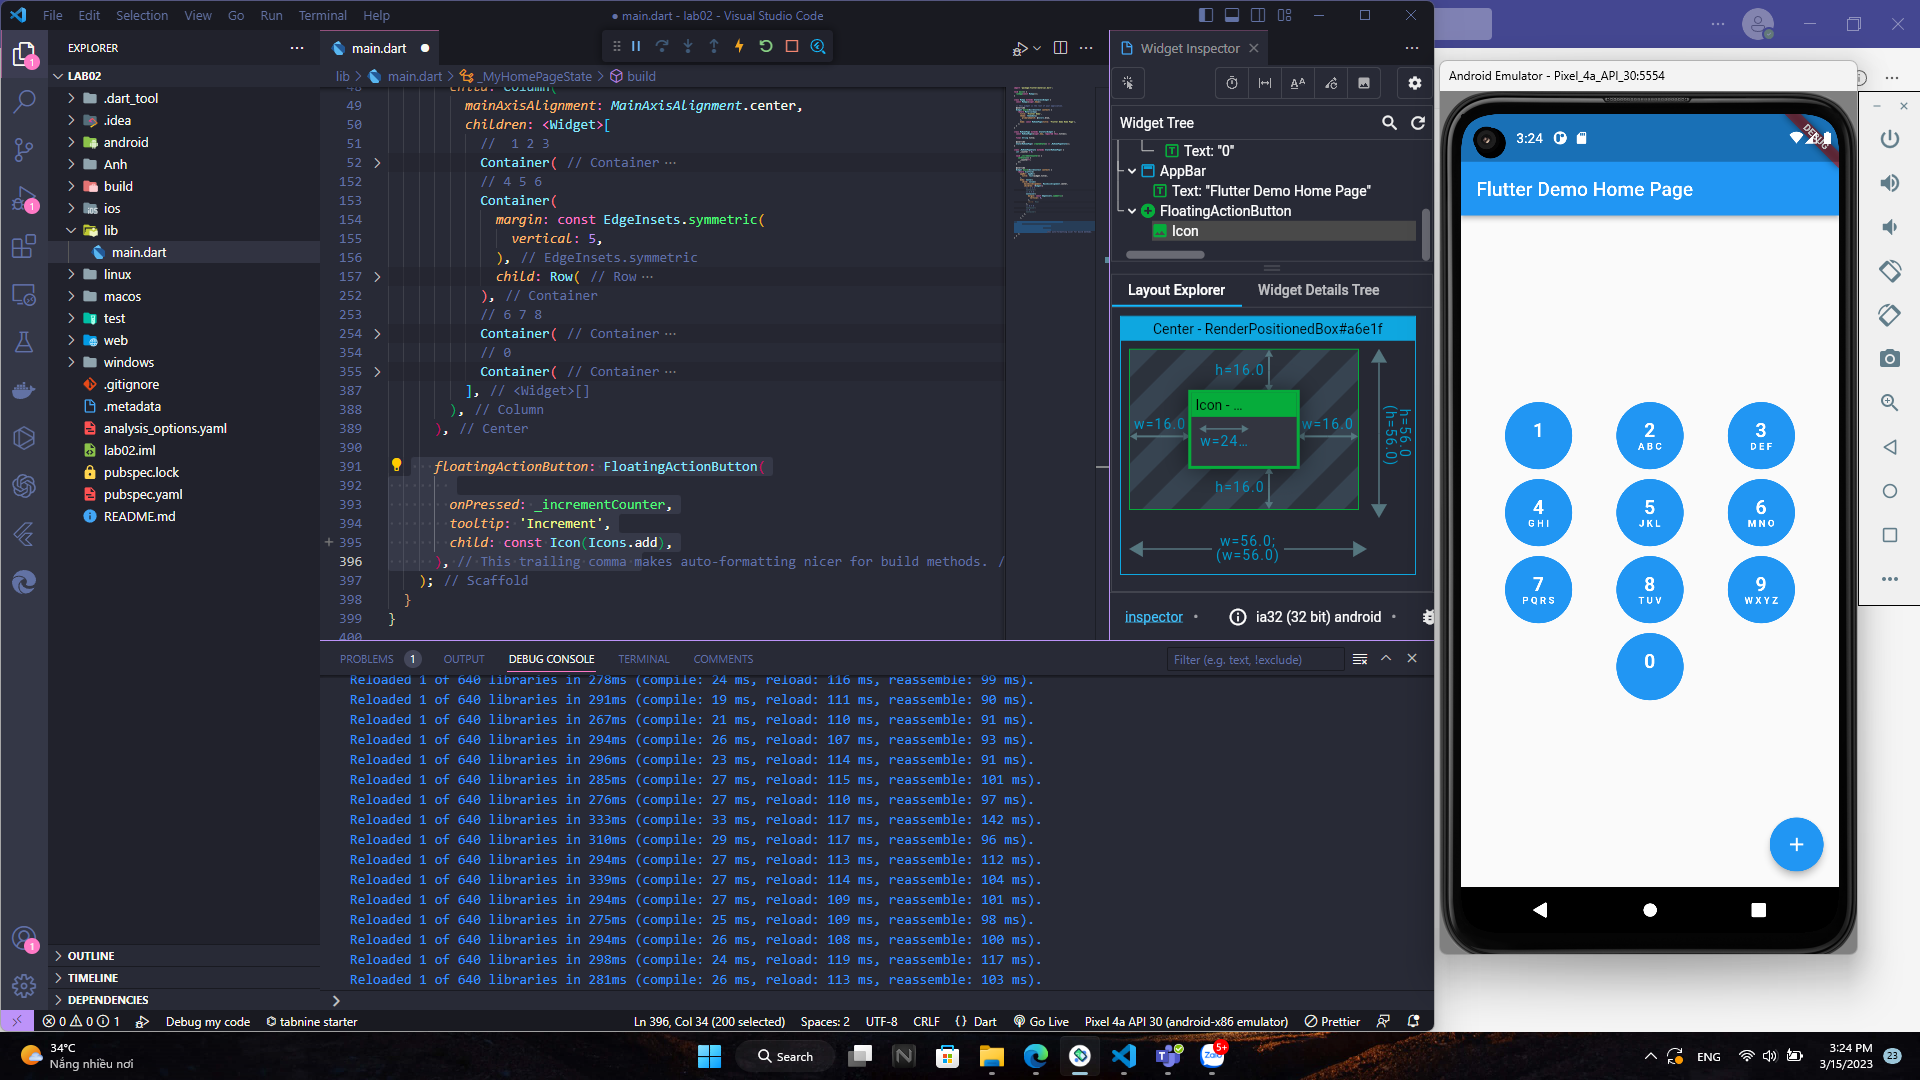 File Edit Selection View Go Run Terminal Help
● main.dart - lab02 - Visual Studio Code
EXPLORER
LAB02
.dart_tool
.idea
android
Anh
build
ios
lib
main.dart
linux
macos
test
web
windows
.gitignore
.metadata
analysis_options.yaml
lab02.iml
pubspec.lock
pubspec.yaml
README.md
OUTLINE
TIMELINE
DEPENDENCIES
main.dart
lib > main.dart > _MyHomePageState > build
child: Column(
49 mainAxisAlignment: MainAxisAlignment.center,
50 children: <Widget>[
51 // 1 2 3
52 Container( // Container ···
152 // 4 5 6
153 Container(
154 margin: const EdgeInsets.symmetric(
155 vertical: 5,
156 ), // EdgeInsets.symmetric
157 child: Row( // Row ···
252 ), // Container
253 // 6 7 8
254 Container( // Container ···
354 // 0
355 Container( // Container ···
387 ], // <Widget>[]
388 ), // Column
389 ), // Center
390
391 floatingActionButton: FloatingActionButton(
392
393 onPressed: _incrementCounter,
394 tooltip: 'Increment',
395 child: const Icon(Icons.add),
396 ), // This trailing comma makes auto-formatting nicer for build methods. /
397 ); // Scaffold
398 }
399 }
400
Widget Inspector
Widget Tree
Text: "0"
AppBar
Text: "Flutter Demo Home Page"
FloatingActionButton
Icon
Layout Explorer Widget Details Tree
Center - RenderPositionedBox#a6e1f
h=16.0
Icon - ...
w=16.0
w=24...
w=16.0
h=16.0
h=56.0
(h=56.0)
w=56.0;
(w=56.0)
inspector • ia32 (32 bit) android •
PROBLEMS 1 OUTPUT DEBUG CONSOLE TERMINAL COMMENTS
Filter (e.g. text, !exclude)
Reloaded 1 of 640 libraries in 278ms (compile: 24 ms, reload: 116 ms, reassemble: 99 ms).
Reloaded 1 of 640 libraries in 291ms (compile: 19 ms, reload: 111 ms, reassemble: 90 ms).
Reloaded 1 of 640 libraries in 267ms (compile: 21 ms, reload: 110 ms, reassemble: 91 ms).
Reloaded 1 of 640 libraries in 294ms (compile: 26 ms, reload: 107 ms, reassemble: 93 ms).
Reloaded 1 of 640 libraries in 296ms (compile: 23 ms, reload: 114 ms, reassemble: 91 ms).
Reloaded 1 of 640 libraries in 285ms (compile: 27 ms, reload: 115 ms, reassemble: 101 ms).
Reloaded 1 of 640 libraries in 276ms (compile: 27 ms, reload: 110 ms, reassemble: 97 ms).
Reloaded 1 of 640 libraries in 333ms (compile: 33 ms, reload: 117 ms, reassemble: 142 ms).
Reloaded 1 of 640 libraries in 310ms (compile: 29 ms, reload: 117 ms, reassemble: 96 ms).
Reloaded 1 of 640 libraries in 294ms (compile: 27 ms, reload: 113 ms, reassemble: 112 ms).
Reloaded 1 of 640 libraries in 339ms (compile: 27 ms, reload: 114 ms, reassemble: 104 ms).
Reloaded 1 of 640 libraries in 294ms (compile: 27 ms, reload: 109 ms, reassemble: 101 ms).
Reloaded 1 of 640 libraries in 275ms (compile: 25 ms, reload: 109 ms, reassemble: 98 ms).
Reloaded 1 of 640 libraries in 294ms (compile: 26 ms, reload: 108 ms, reassemble: 100 ms).
Reloaded 1 of 640 libraries in 298ms (compile: 24 ms, reload: 119 ms, reassemble: 117 ms).
Reloaded 1 of 640 libraries in 281ms (compile: 26 ms, reload: 113 ms, reassemble: 103 ms).
0 0 1 Debug my code tabnine starter Ln 396, Col 34 (200 selected) Spaces: 2 UTF-8 CRLF {} Dart Go Live Pixel 4a API 30 (android-x86 emulator) Prettier
Android Emulator - Pixel_4a_API_30:5554
3:24
DEBUG
Flutter Demo Home Page
1
2 ABC
3 DEF
4 GHI
5 JKL
6 MNO
7 PQRS
8 TUV
9 WXYZ
0
34°C
Nắng nhiều nơi
Search
Zalo
5+
ENG
3:24 PM
3/15/2023
23